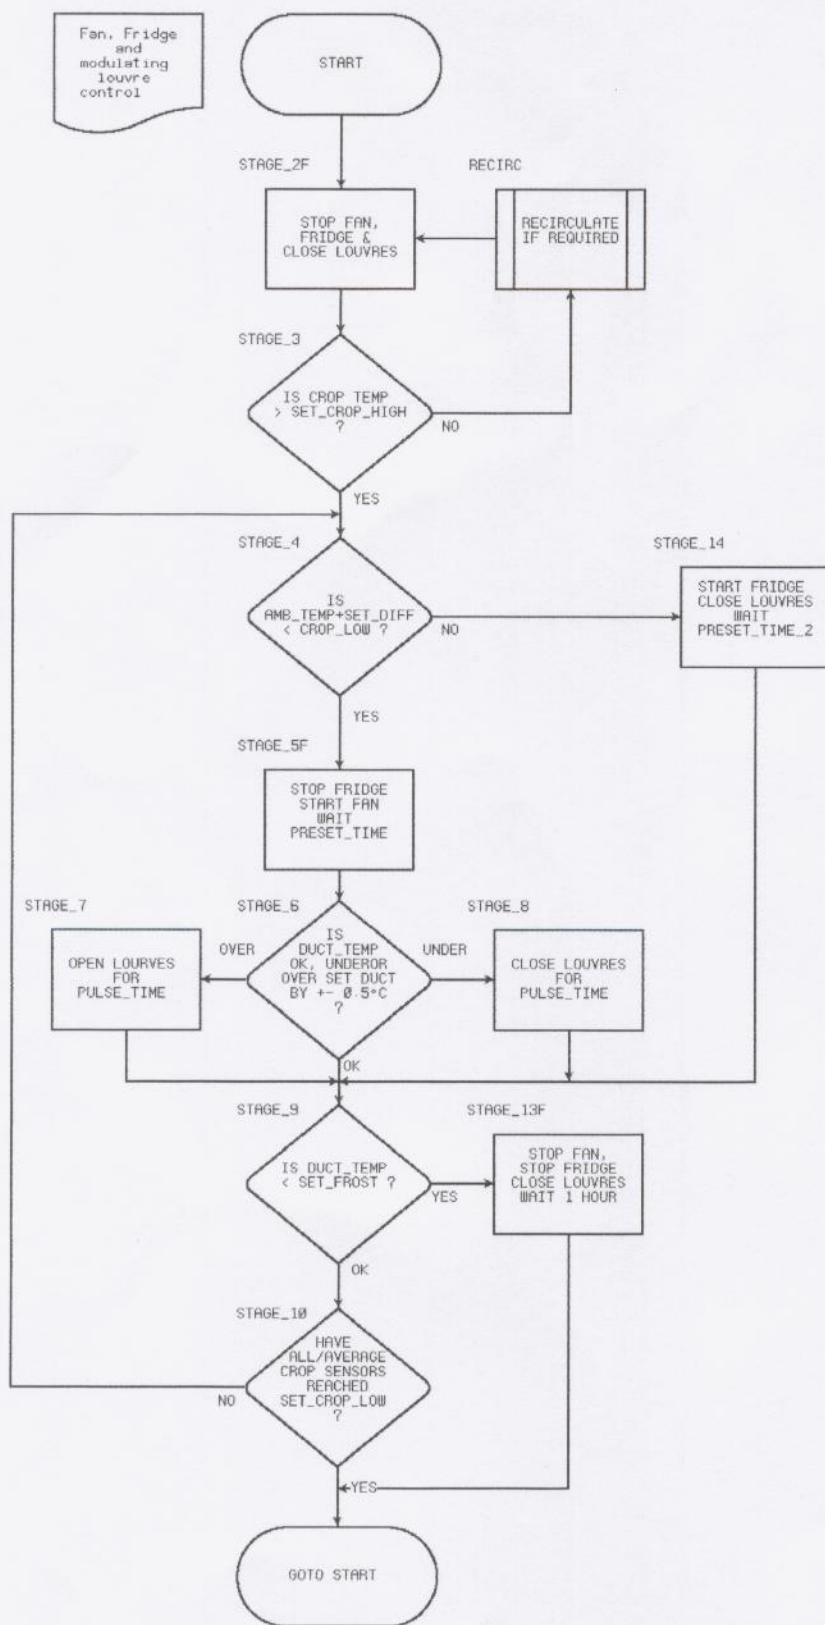 Fan, Fridge
and
modulating
louvre
control
START
STAGE_2F
STOP FAN,
FRIDGE &
CLOSE LOUVRES
RECIRC
RECIRCULATE
IF REQUIRED
STAGE_3
IS CROP TEMP
> SET_CROP_HIGH
?
NO
YES
STAGE_4
IS
AMB_TEMP+SET_DIFF
< CROP_LOW ?
NO
STAGE_14
START FRIDGE
CLOSE LOUVRES
WAIT
PRESET_TIME_2
YES
STAGE_5F
STOP FRIDGE
START FAN
WAIT
PRESET_TIME
STAGE_7
OPEN LOURVES
FOR
PULSE_TIME
OVER
STAGE_6
IS
DUCT_TEMP
OK, UNDEROR
OVER SET DUCT
BY +- 0.5°C
?
UNDER
STAGE_8
CLOSE LOUVRES
FOR
PULSE_TIME
OK
STAGE_9
IS DUCT_TEMP
< SET_FROST ?
YES
STAGE_13F
STOP FAN,
STOP FRIDGE
CLOSE LOUVRES
WAIT 1 HOUR
OK
STAGE_10
HAVE
ALL/AVERAGE
CROP SENSORS
REACHED
SET_CROP_LOW
?
NO
YES
GOTO START